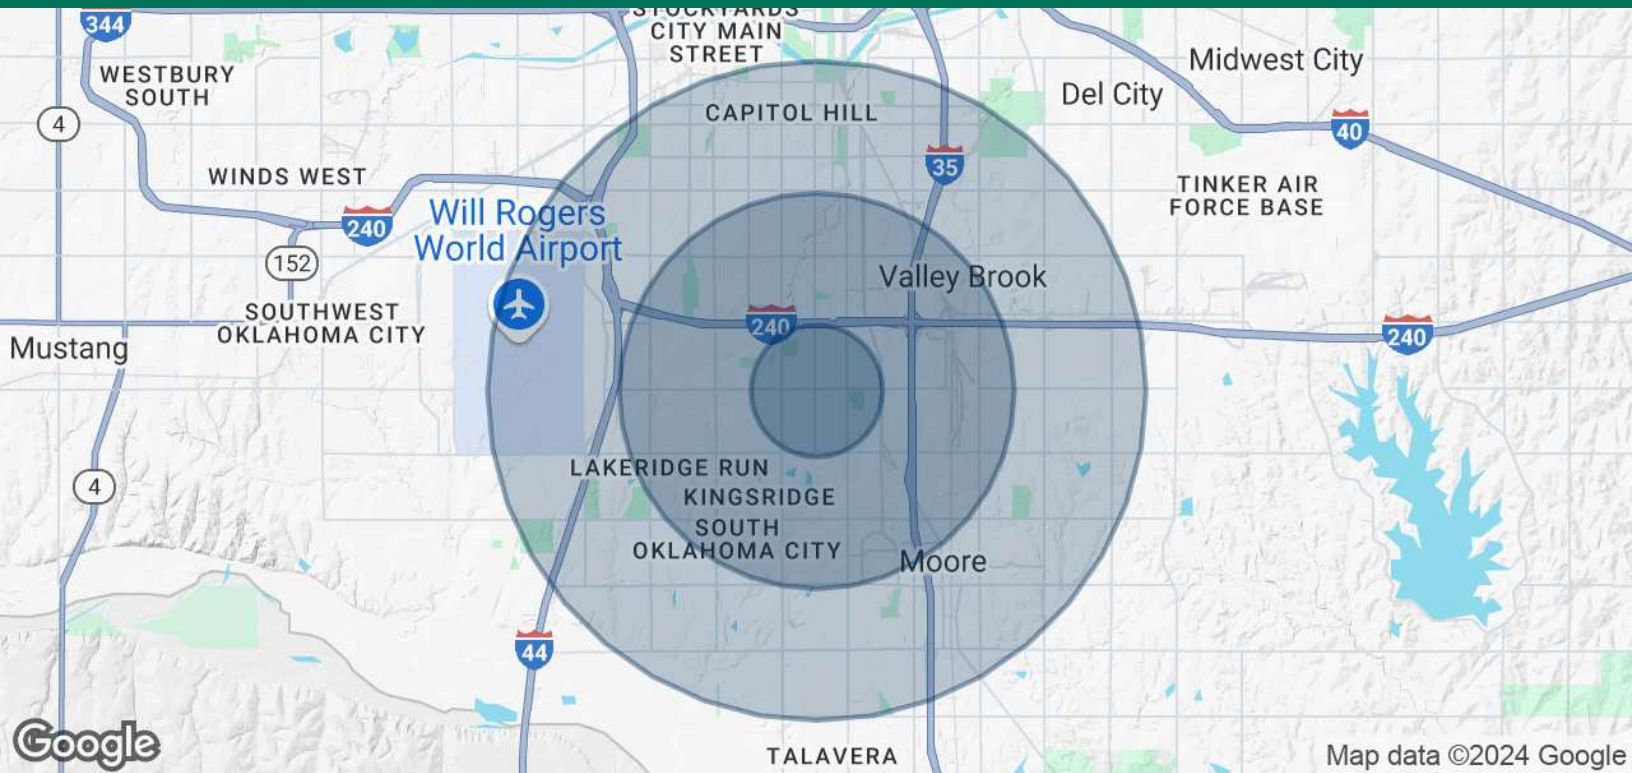 344
STOCKYARDS
CITY MAIN
STREET
Midwest City
WESTBURY
SOUTH
Del City
CAPITOL HILL
4
40
35
WINDS WEST
TINKER AIR
FORCE BASE
Will Rogers
World Airport
240
152
Valley Brook
SOUTHWEST
OKLAHOMA CITY
240
240
Mustang
LAKERIDGE RUN
4
KINGSRIDGE
SOUTH
OKLAHOMA CITY
Moore
44
Google
TALAVERA
Map data ©2024 Google